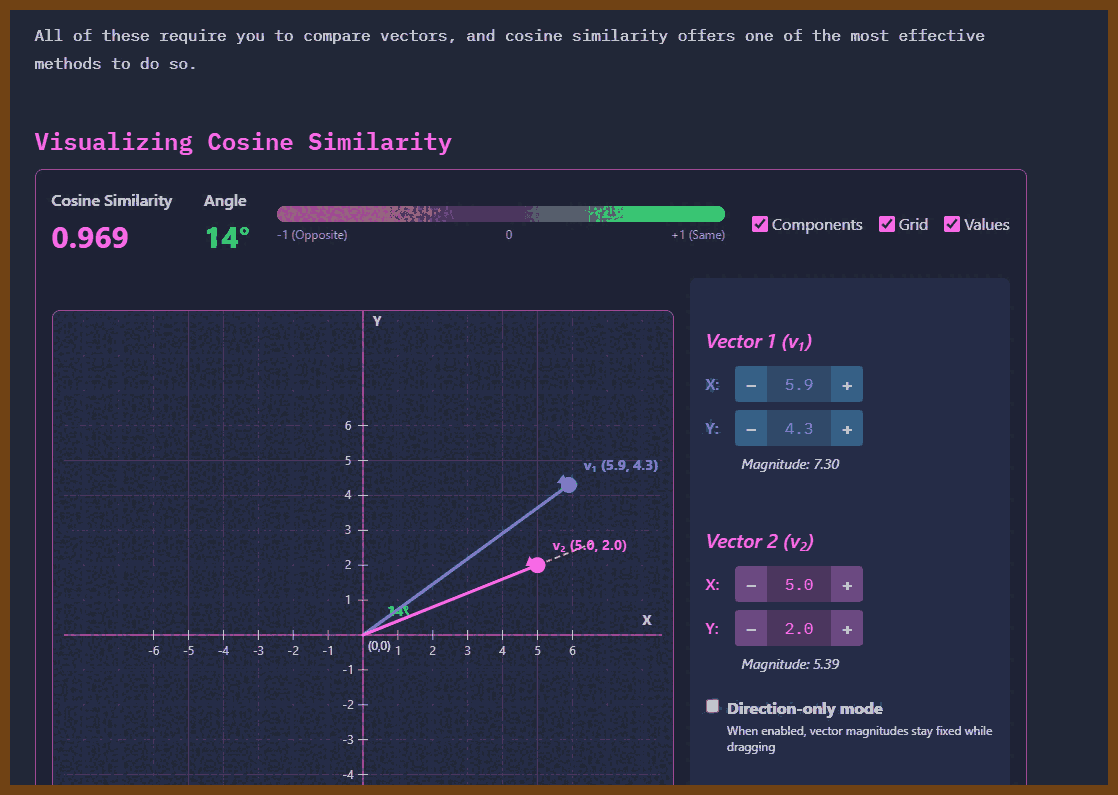 All of these require you to compare vectors, and cosine similarity offers one of the most effective
methods to do so.
Visualizing Cosine Similarity
Cosine Similarity
0.969
Angle
14°
-1 (Opposite)
0
+1 (Same)
Components
Grid
Values
Y
6
5
4
3
2
1
v₁ (5.9, 4.3)
v₂ (5.0, 2.0)
14°
X
(0,0)
-6 -5 -4 -3 -2 -1 1 2 3 4 5 6
-1
-2
-3
-4
Vector 1 (v₁)
X: − 5.9 +
Y: − 4.3 +
Magnitude: 7.30
Vector 2 (v₂)
X: − 5.0 +
Y: − 2.0 +
Magnitude: 5.39
Direction-only mode
When enabled, vector magnitudes stay fixed while
dragging